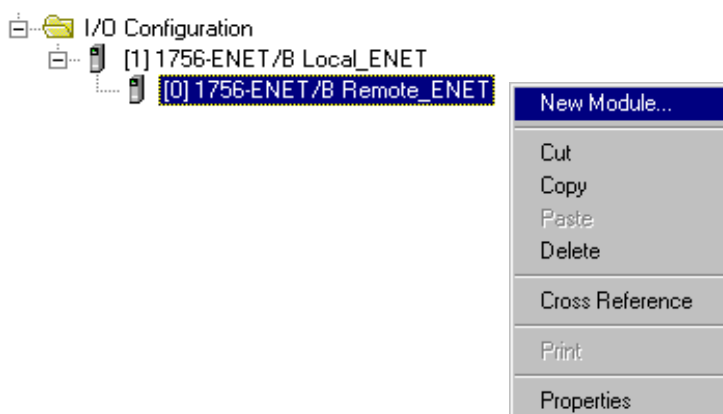 I/O Configuration
[1] 1756-ENET/B Local_ENET
[0] 1756-ENET/B Remote_ENET
New Module...
Cut
Copy
Paste
Delete
Cross Reference
Print
Properties